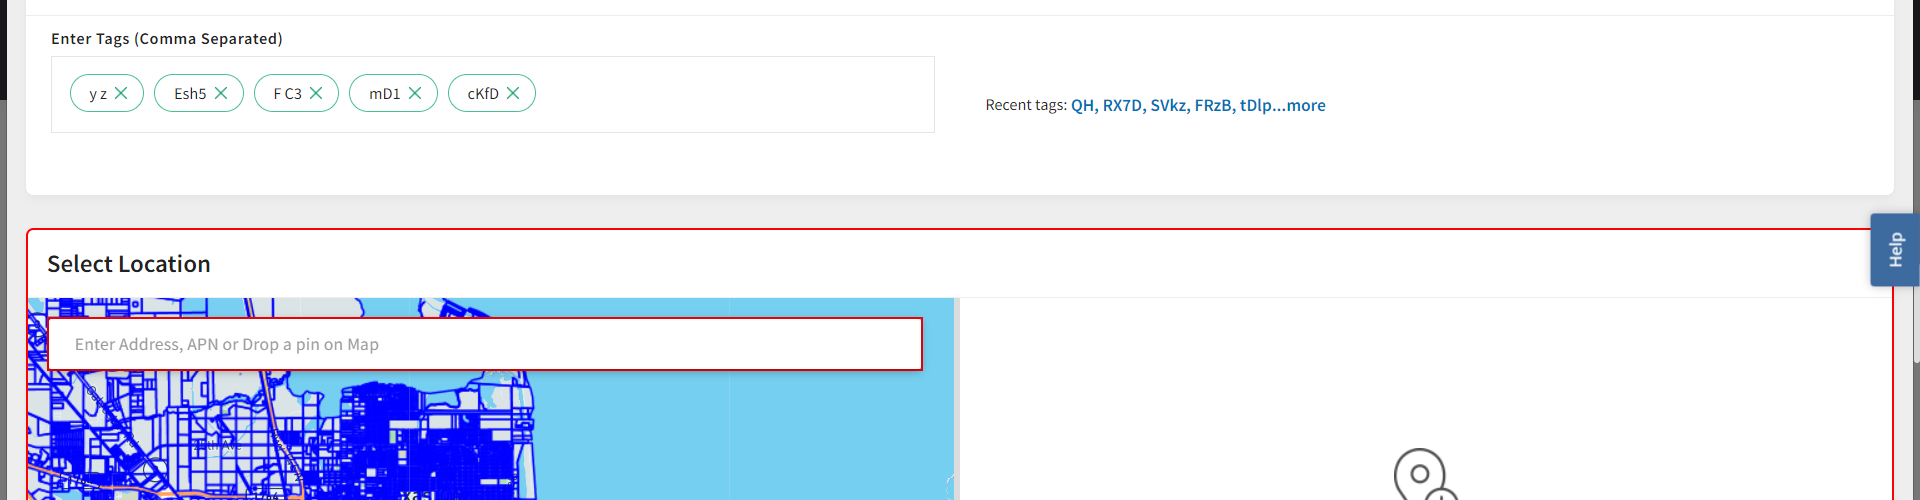 Enter Tags (Comma Separated)
y z
Esh5
F C3
mD1
cKfD
Recent tags: QH, RX7D, SVkz, FRzB, tDlp...more
Help
Select Location
Enter Address, APN or Drop a pin on Map